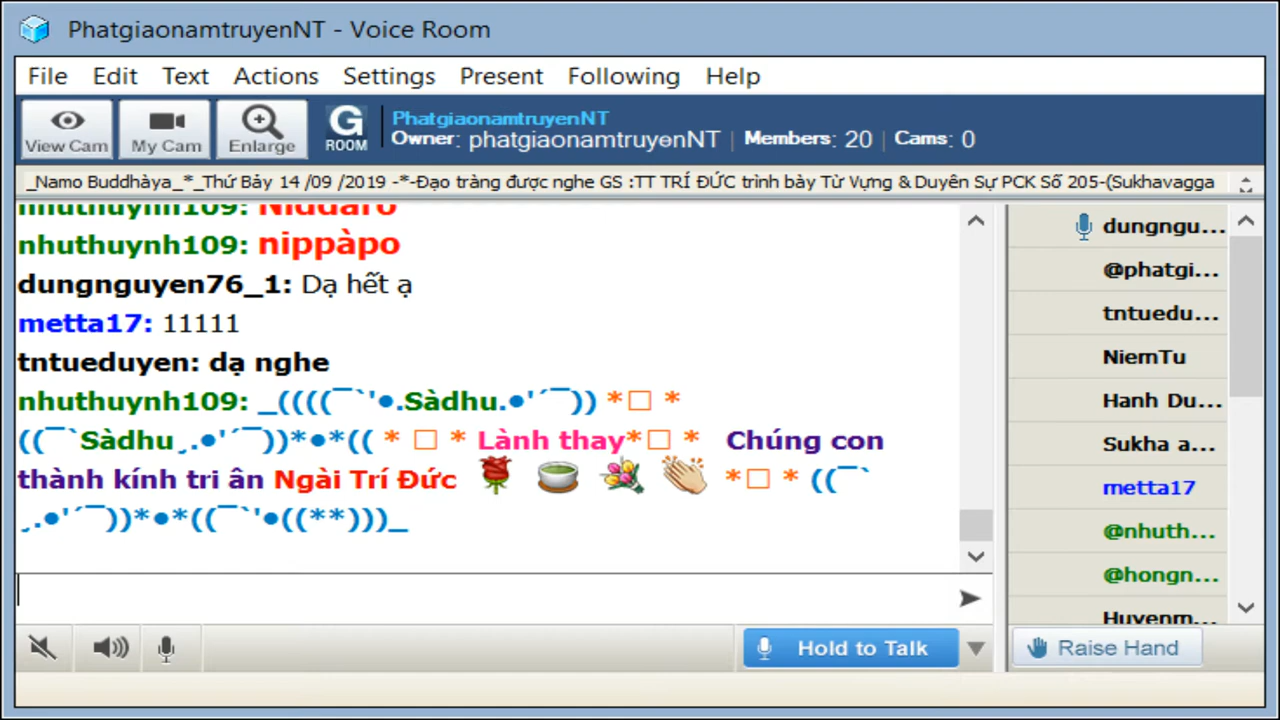 PhatgiaonamtruyenNT - Voice Room
File Edit Text Actions Settings Present Following Help
View Cam My Cam Enlarge G ROOM
PhatgiaonamtruyenNT
Owner: phatgiaonamtruyenNT | Members: 20 | Cams: 0
_Namo Buddhàya_*_Thứ Bảy 14 /09 /2019 -*-Đạo tràng được nghe GS :TT TRÍ ĐỨC trình bày Từ Vựng & Duyên Sự PCK Số 205-(Sukhavagga
nhuthuynh109: Niddaro
nhuthuynh109: nippàpo
dungnguyen76_1: Dạ hết ạ
metta17: 11111
tntueduyen: dạ nghe
nhuthuynh109: _((((¯`'●.Sàdhu.●'´¯)) *□ *
((¯`Sàdhu¸.●'´¯))*●*(( * □ * Lành thay*□ * Chúng con
thành kính tri ân Ngài Trí Đức *□ * ((¯`
¸.●'´¯))*●*((¯`'●((**)))_
dungngu...
@phatgi...
tntuedu...
NiemTu
Hanh Du...
Sukha a...
metta17
@nhuth...
@hongn...
Huyenm...
Hold to Talk
Raise Hand